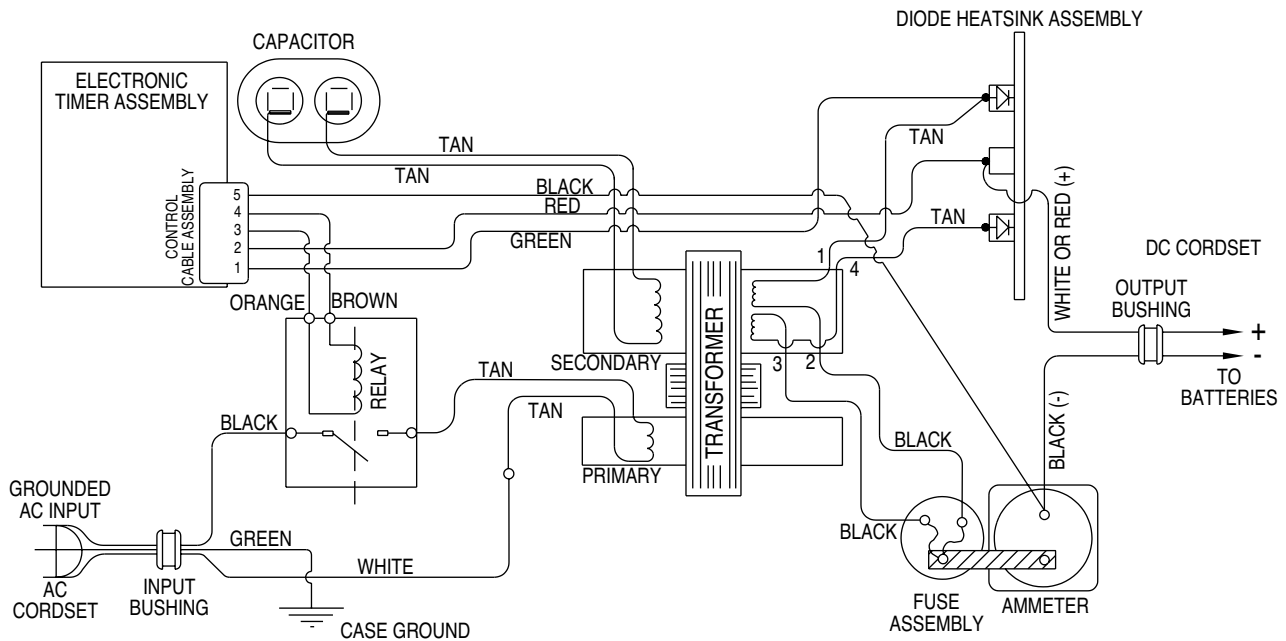 DIODE HEATSINK ASSEMBLY
CAPACITOR
ELECTRONIC
TIMER ASSEMBLY
TAN
TAN
TAN
CONTROL
CABLE ASSEMBLY
5
4
3
2
1
BLACK
RED
GREEN
TAN
WHITE OR RED (+)
DC CORDSET
OUTPUT
BUSHING
1
4
ORANGE
BROWN
TRANSFORMER
+
-
TO
BATTERIES
SECONDARY
3
2
RELAY
TAN
TAN
BLACK
PRIMARY
BLACK
BLACK (-)
GROUNDED
AC INPUT
BLACK
GREEN
WHITE
AC
CORDSET
INPUT
BUSHING
CASE GROUND
FUSE
ASSEMBLY
AMMETER